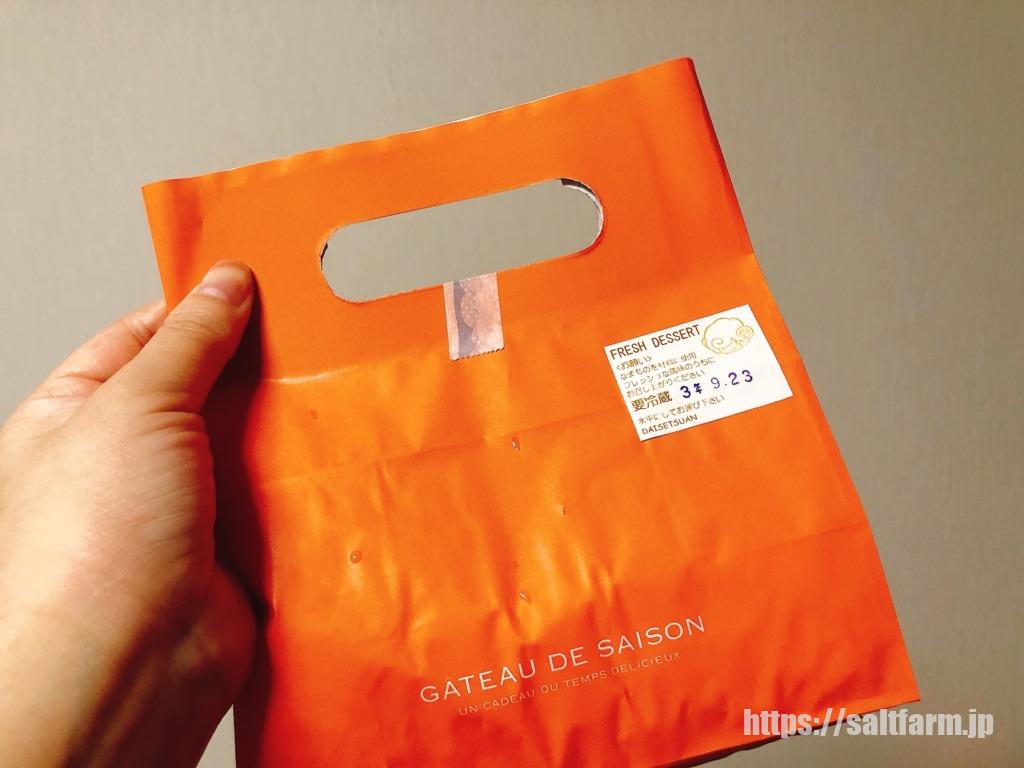 FRESH DESSERT
<お願い>
なまものを材料に使用
フレッシュな風味のうちに
お召し上がりください
要冷蔵 3年 9.23
水平にしてお運び下さい
DAISETSUAN
GÂTEAU DE SAISON
UN CADEAU DU TEMPS DELICIEUX
https://saltfarm.jp